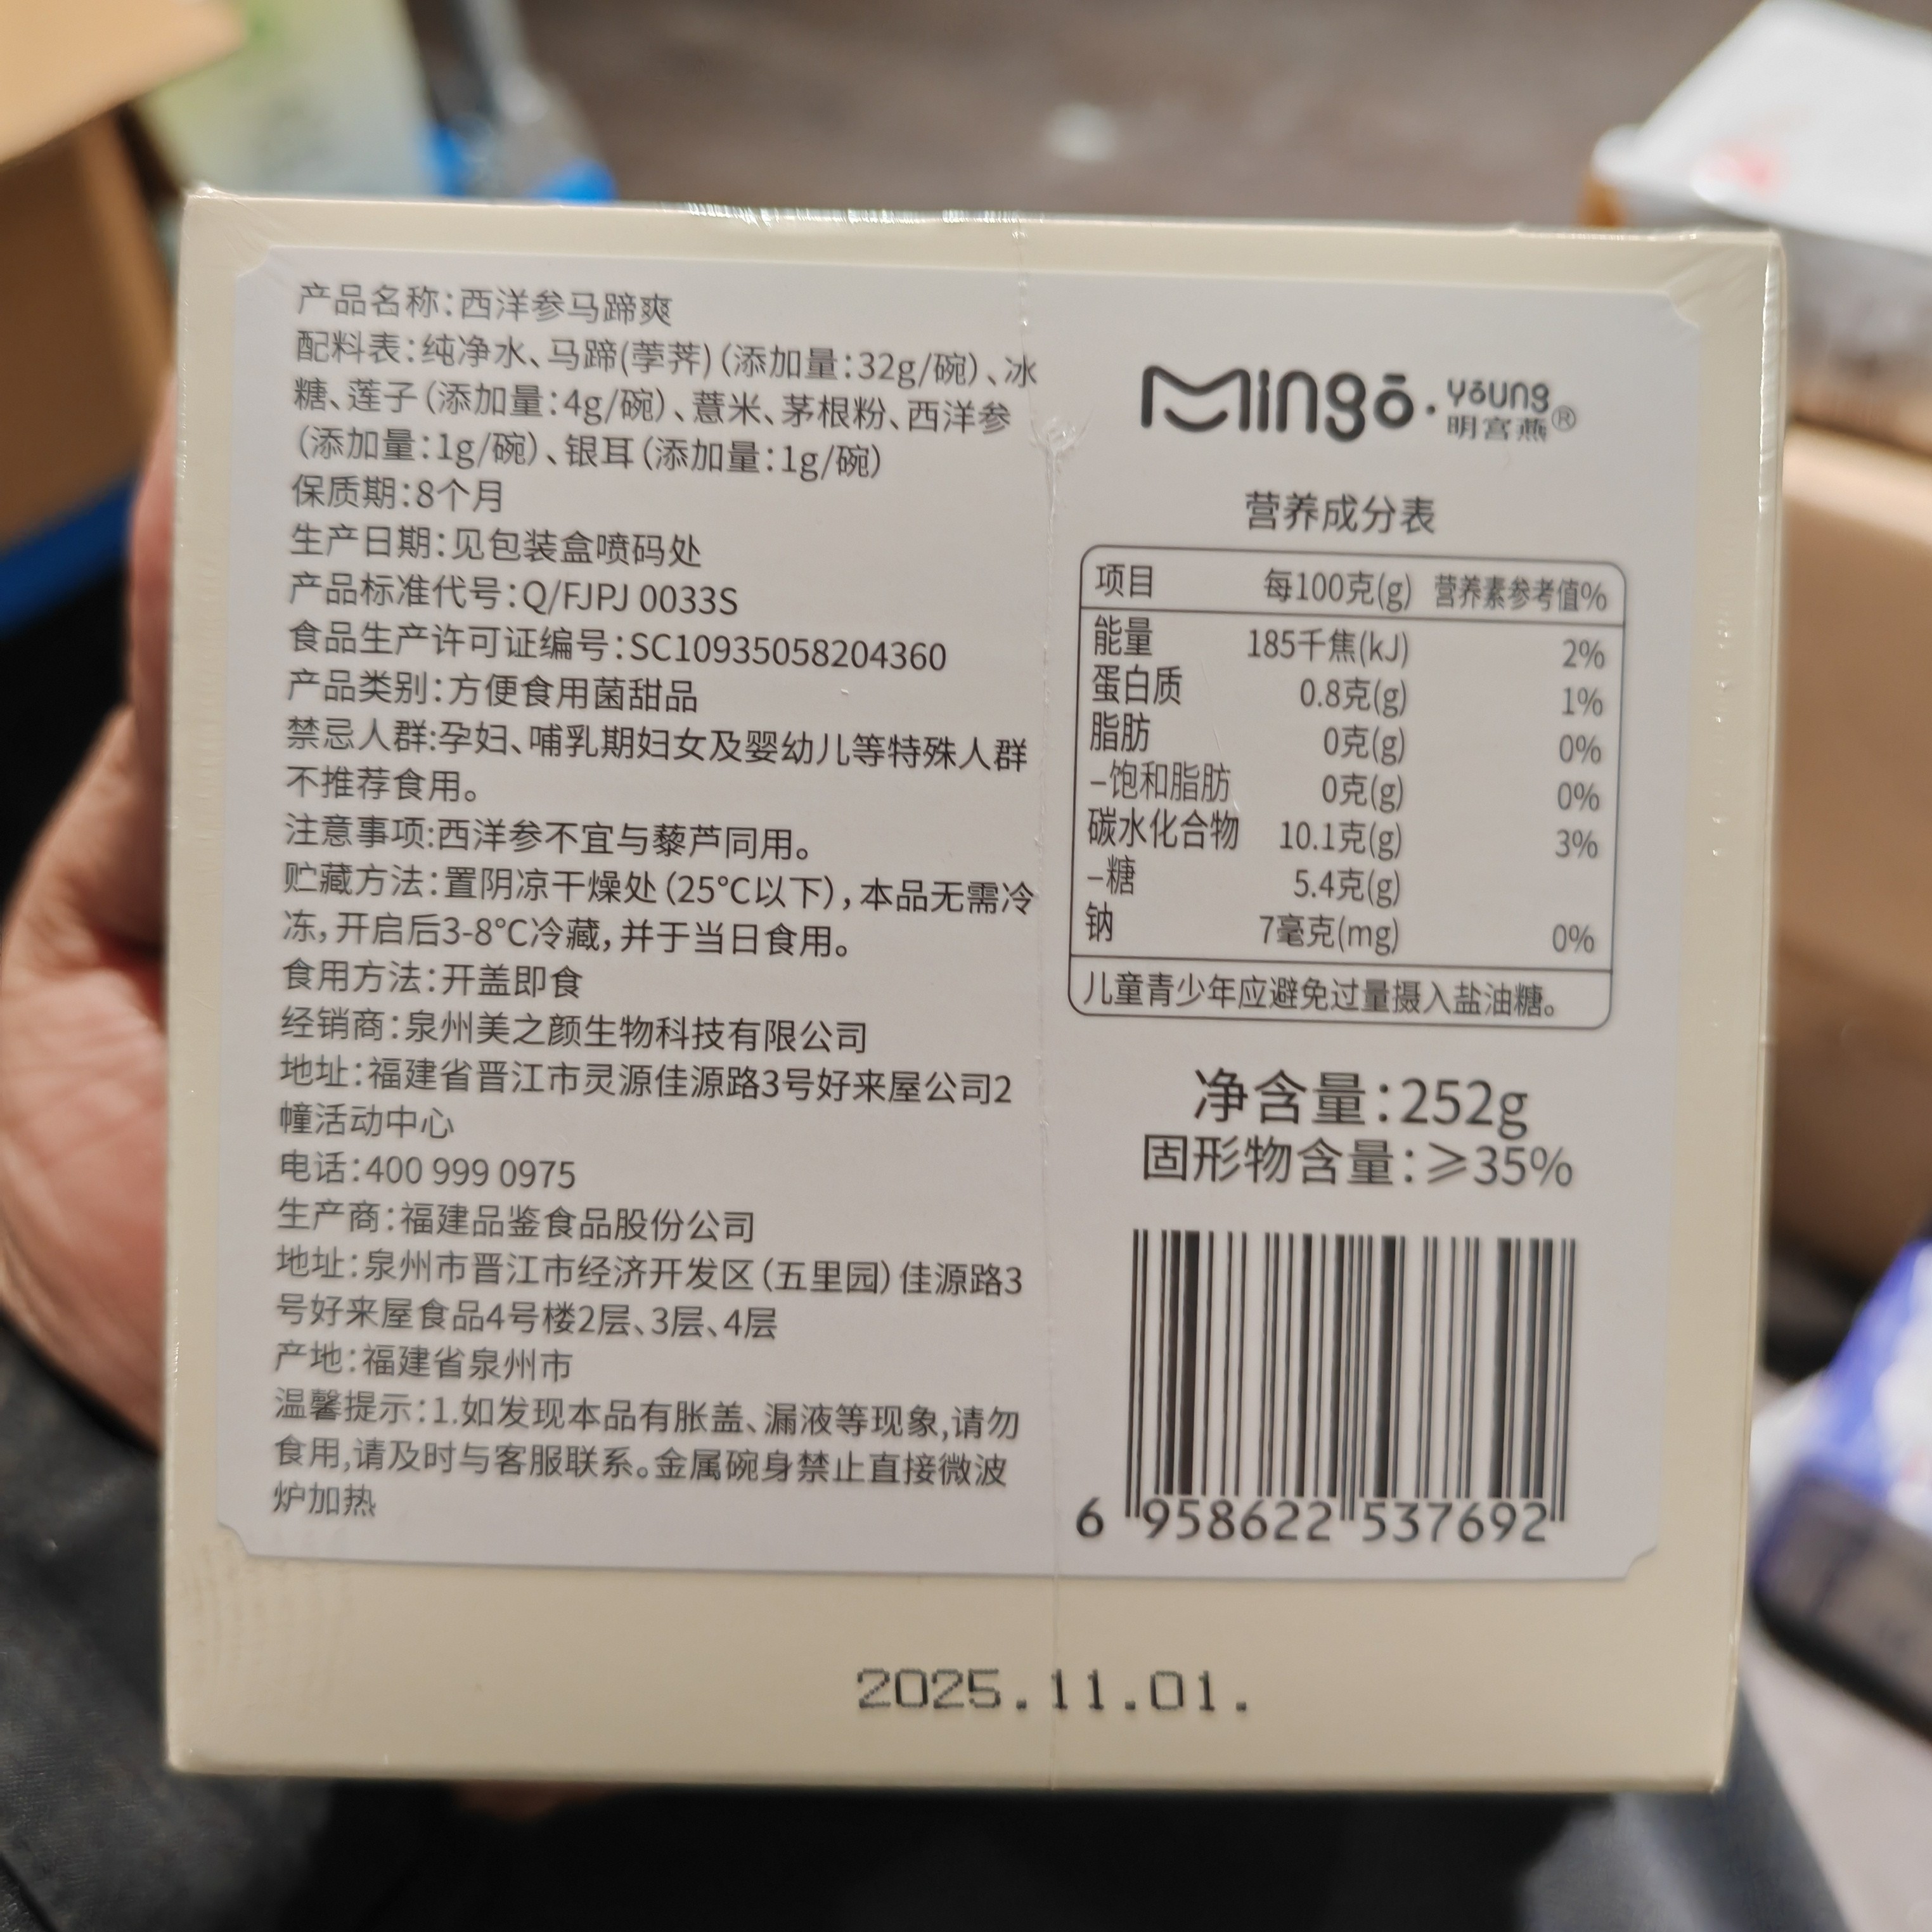 产品名称:西洋参马蹄爽
配料表:纯净水、马蹄(荸荠)(添加量:32g/碗)、冰
糖、莲子(添加量:4g/碗)、薏米、茅根粉、西洋参
(添加量:1g/碗)、银耳(添加量:1g/碗)
保质期:8个月
生产日期:见包装盒喷码处
产品标准代号:Q/FJPJ 0033S
食品生产许可证编号:SC10935058204360
产品类别:方便食用菌甜品
禁忌人群:孕妇、哺乳期妇女及婴幼儿等特殊人群
不推荐食用。
注意事项:西洋参不宜与藜芦同用。
贮藏方法:置阴凉干燥处(25℃以下),本品无需冷
冻,开启后3-8℃冷藏,并于当日食用。
食用方法:开盖即食
经销商:泉州美之颜生物科技有限公司
地址:福建省晋江市灵源佳源路3号好来屋公司2
幢活动中心
电话:400 999 0975
生产商:福建品鉴食品股份公司
地址:泉州市晋江市经济开发区(五里园)佳源路3
号好来屋食品4号楼2层、3层、4层
产地:福建省泉州市
温馨提示:1.如发现本品有胀盖、漏液等现象,请勿
食用,请及时与客服联系。金属碗身禁止直接微波
炉加热
Mingō·YōUng
明宫燕®
营养成分表
项目 每100克(g) 营养素参考值%
能量 185千焦(kJ) 2%
蛋白质 0.8克(g) 1%
脂肪 0克(g) 0%
-饱和脂肪 0克(g) 0%
碳水化合物 10.1克(g) 3%
-糖 5.4克(g)
钠 7毫克(mg) 0%
儿童青少年应避免过量摄入盐油糖。
净含量:252g
固形物含量:≥35%
6 958622 537692
2025.11.01.